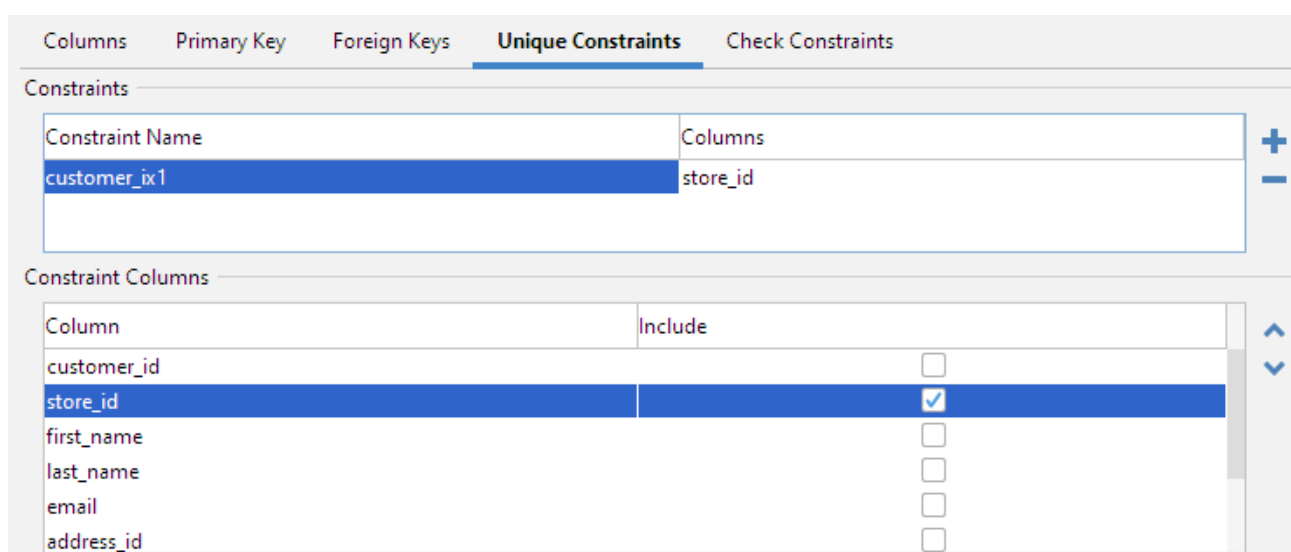 Columns Primary Key Foreign Keys Unique Constraints Check Constraints
Constraints
Constraint Name Columns
customer_ix1 store_id
Constraint Columns
Column Include
customer_id
store_id
first_name
last_name
email
address_id